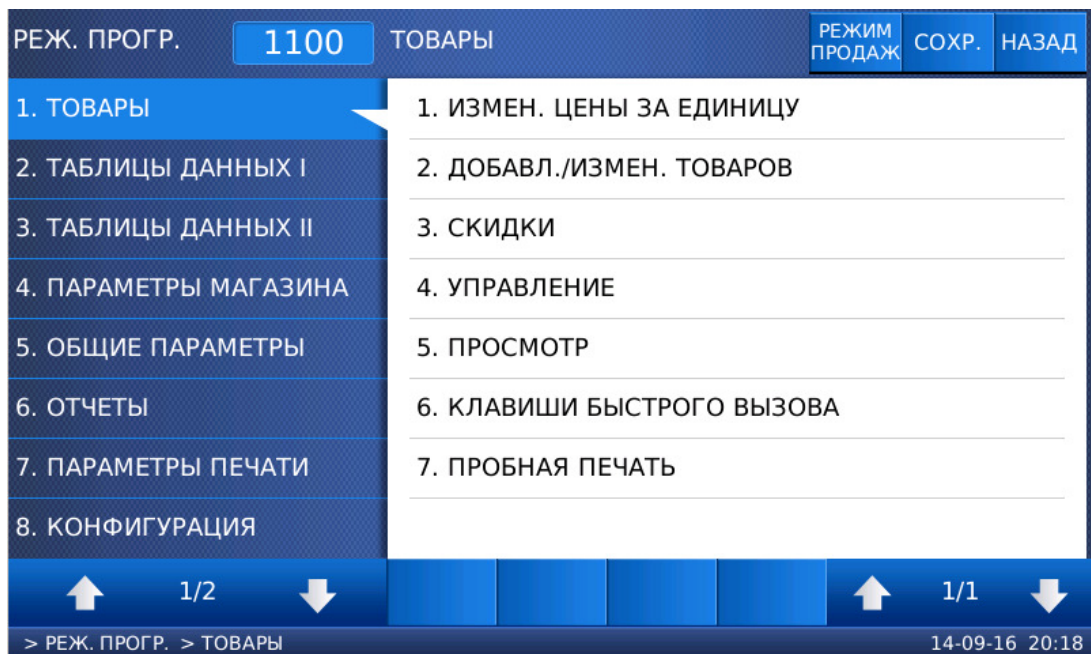 РЕЖ. ПРОГР. 1100 ТОВАРЫ РЕЖИМ ПРОДАЖ СОХР. НАЗАД
1. ТОВАРЫ
2. ТАБЛИЦЫ ДАННЫХ I
3. ТАБЛИЦЫ ДАННЫХ II
4. ПАРАМЕТРЫ МАГАЗИНА
5. ОБЩИЕ ПАРАМЕТРЫ
6. ОТЧЕТЫ
7. ПАРАМЕТРЫ ПЕЧАТИ
8. КОНФИГУРАЦИЯ
1. ИЗМЕН. ЦЕНЫ ЗА ЕДИНИЦУ
2. ДОБАВЛ./ИЗМЕН. ТОВАРОВ
3. СКИДКИ
4. УПРАВЛЕНИЕ
5. ПРОСМОТР
6. КЛАВИШИ БЫСТРОГО ВЫЗОВА
7. ПРОБНАЯ ПЕЧАТЬ
1/2 1/1
> РЕЖ. ПРОГР. > ТОВАРЫ 14-09-16 20:18